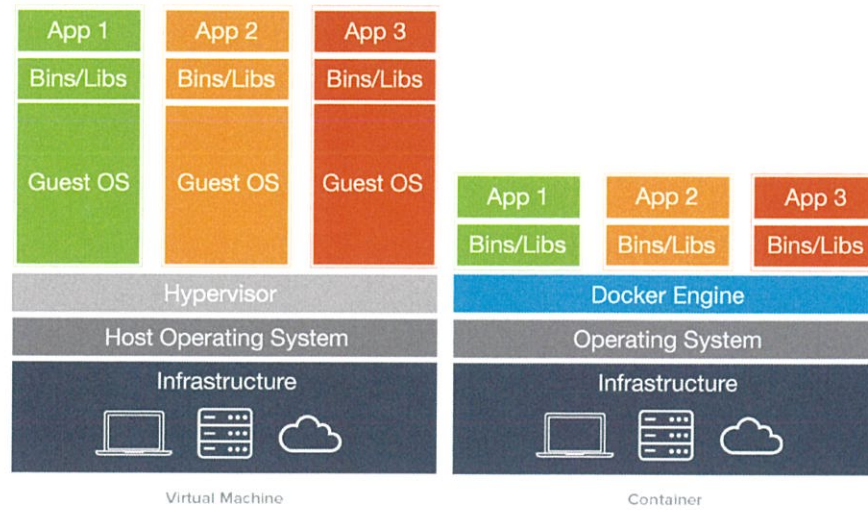 App 1
App 2
App 3
Bins/Libs
Bins/Libs
Bins/Libs
Guest OS
Guest OS
Guest OS
Hypervisor
Host Operating System
Infrastructure
Virtual Machine
App 1
App 2
App 3
Bins/Libs
Bins/Libs
Bins/Libs
Docker Engine
Operating System
Infrastructure
Container